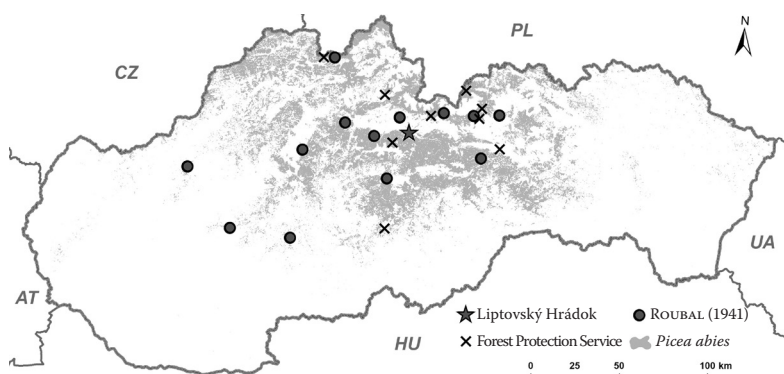 PL
N
CZ
UA
AT
HU
Liptovský Hrádok
Roubal (1941)
Forest Protection Service
Picea abies
0 25 50 100 km